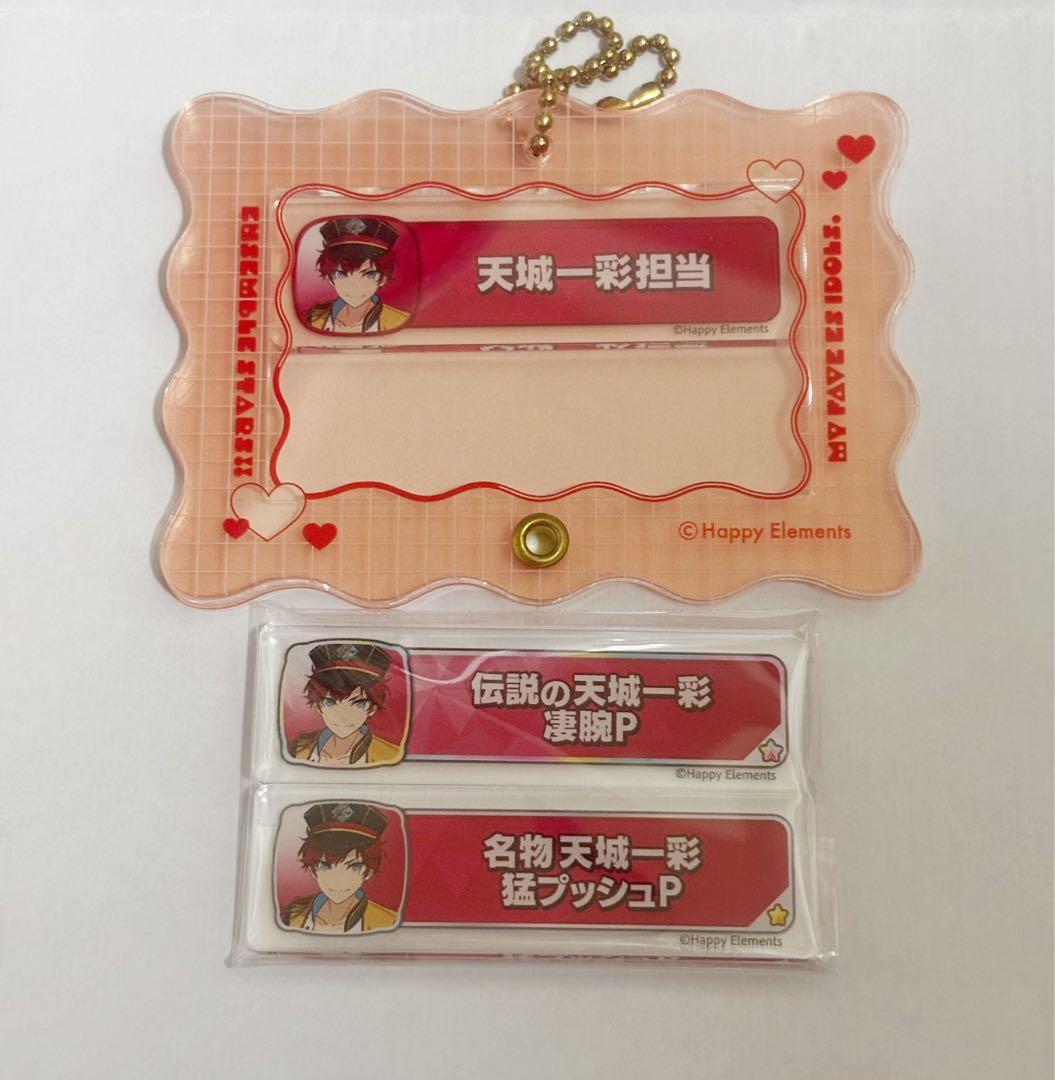 ENSEMBLE STARS!!
天城一彩担当
©Happy Elements
MY FAVE ES IDOLS.
©Happy Elements
伝説の天城一彩
凄腕P
©Happy Elements
名物 天城一彩
猛プッシュP
©Happy Elements